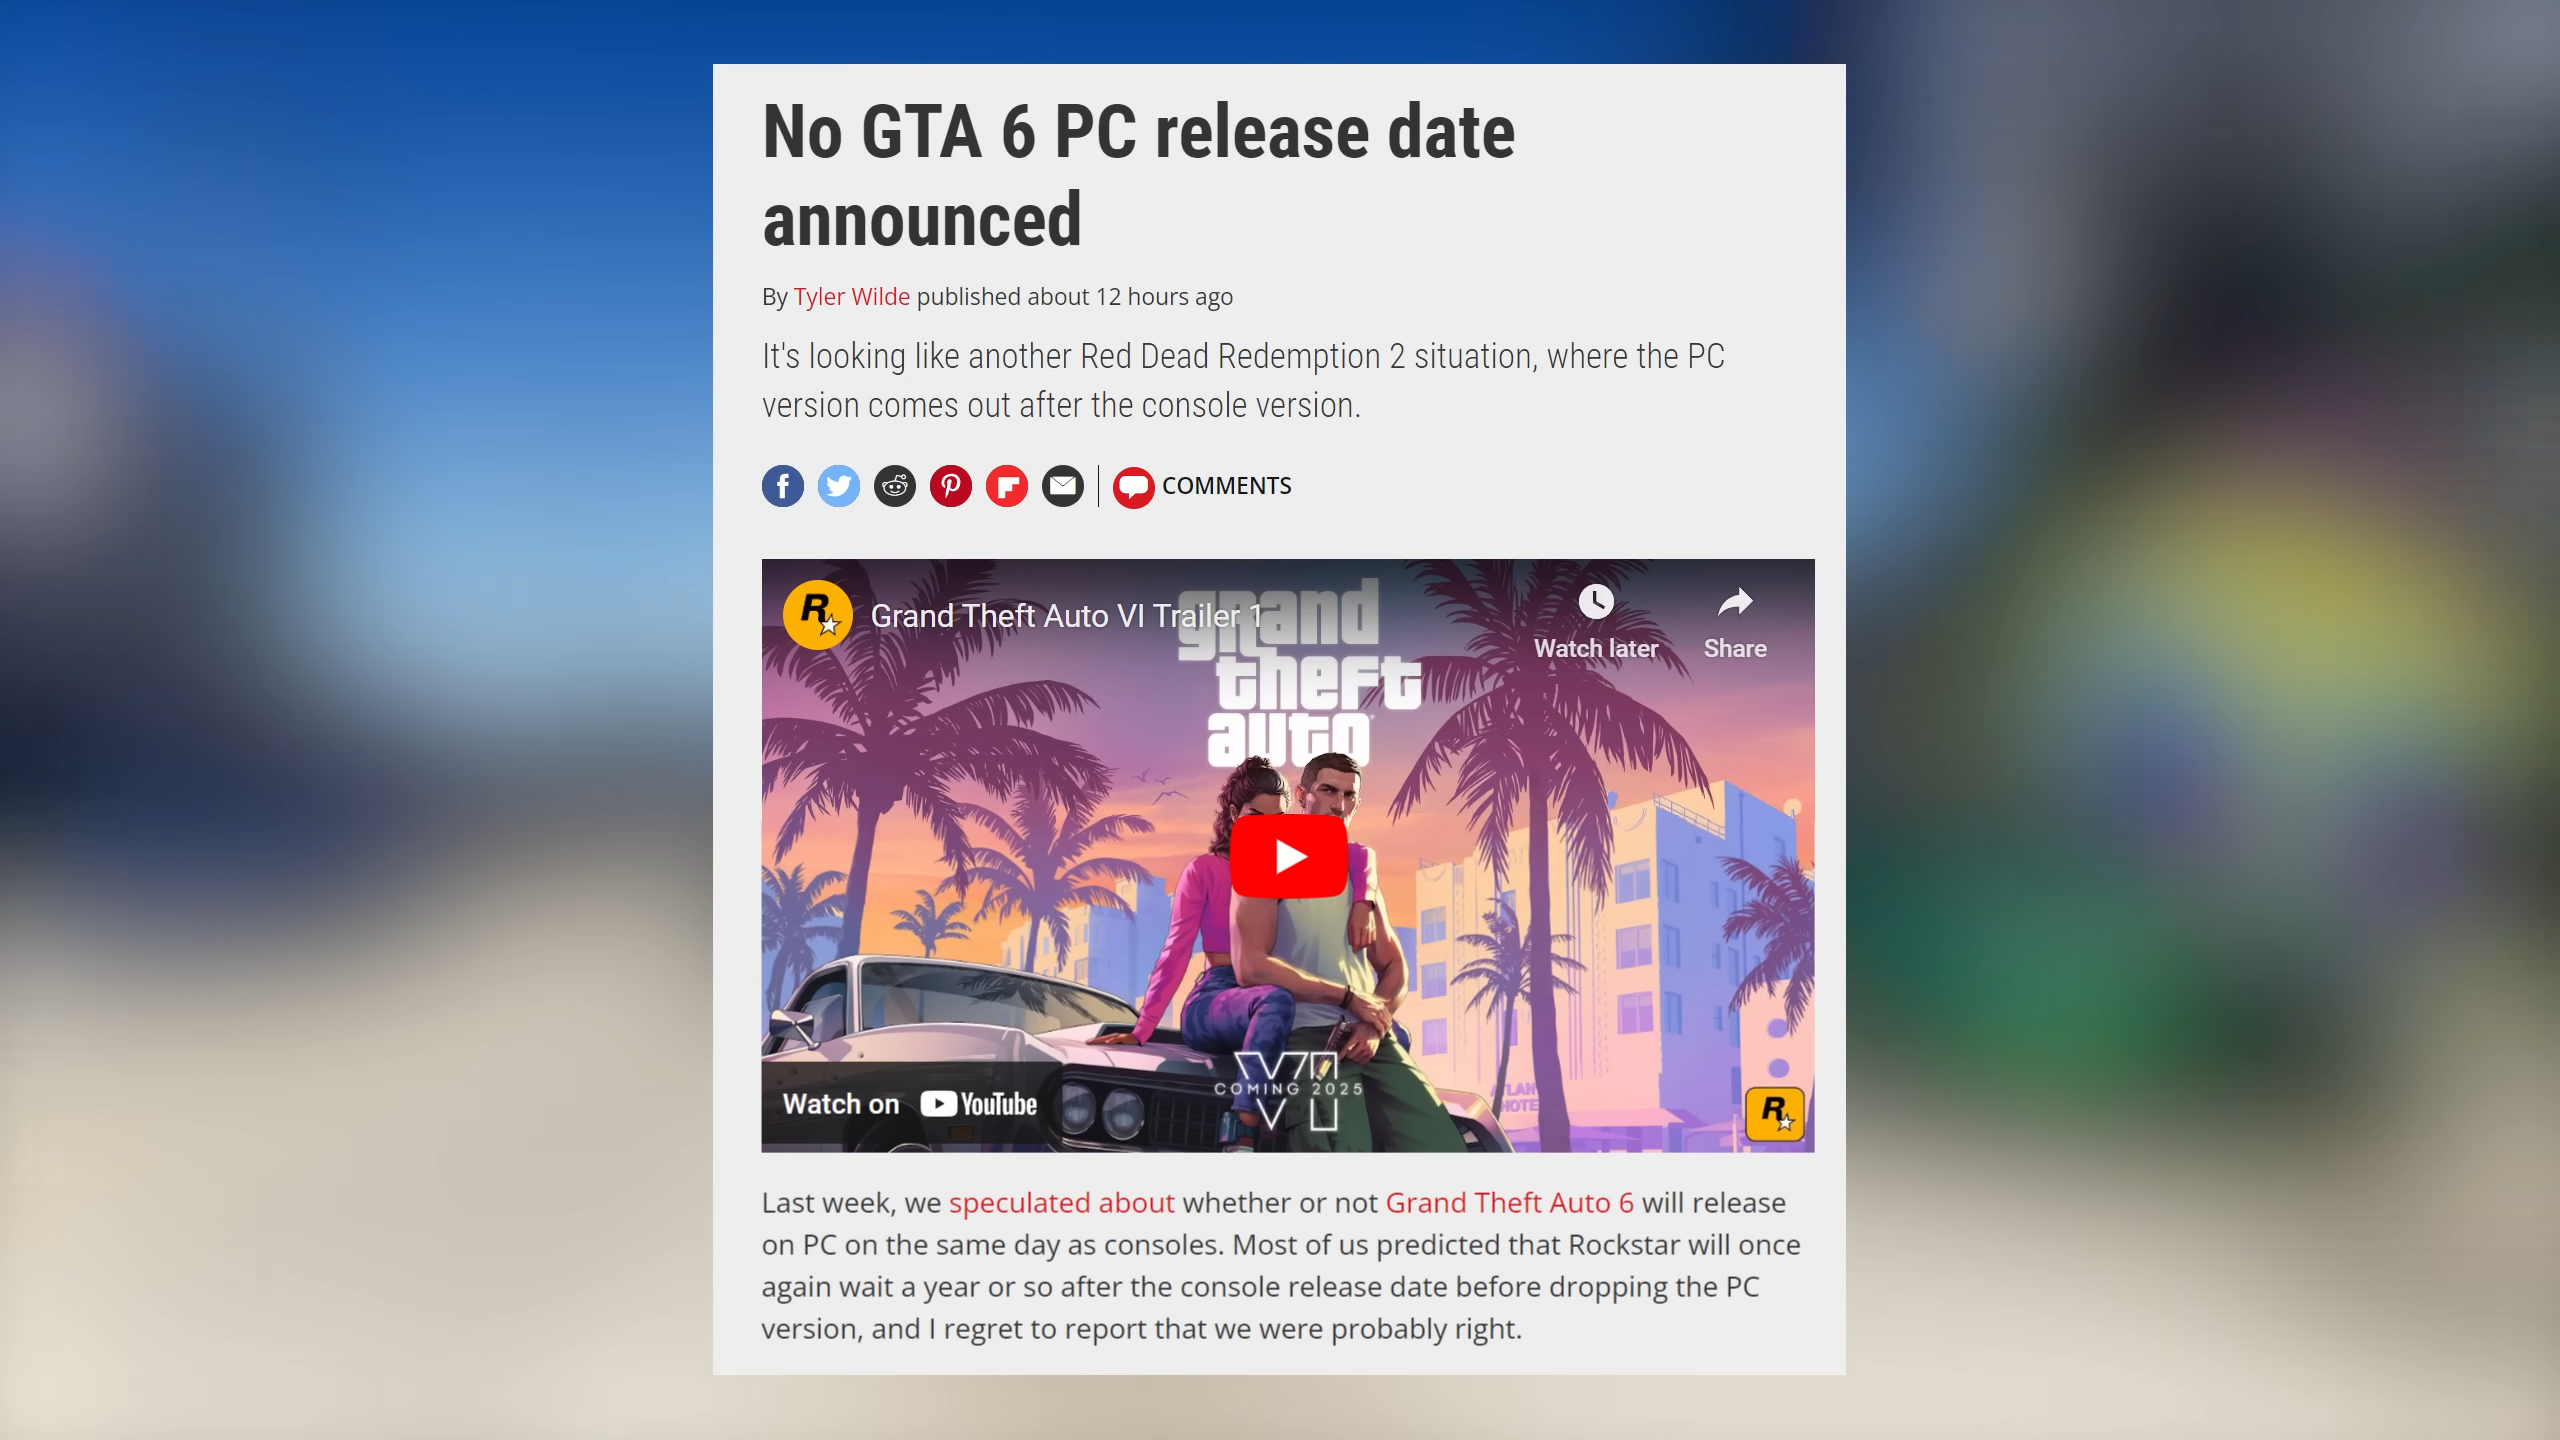 No GTA 6 PC release date
announced
By Tyler Wilde published about 12 hours ago
It's looking like another Red Dead Redemption 2 situation, where the PC
version comes out after the console version.
COMMENTS
R
Grand Theft Auto VI Trailer 1
Watch later
Share
grand
theft
auto
VI
COMING 2025
VI
ATLAN
HOTE
Watch on YouTube
R
Last week, we speculated about whether or not Grand Theft Auto 6 will release
on PC on the same day as consoles. Most of us predicted that Rockstar will once
again wait a year or so after the console release date before dropping the PC
version, and I regret to report that we were probably right.